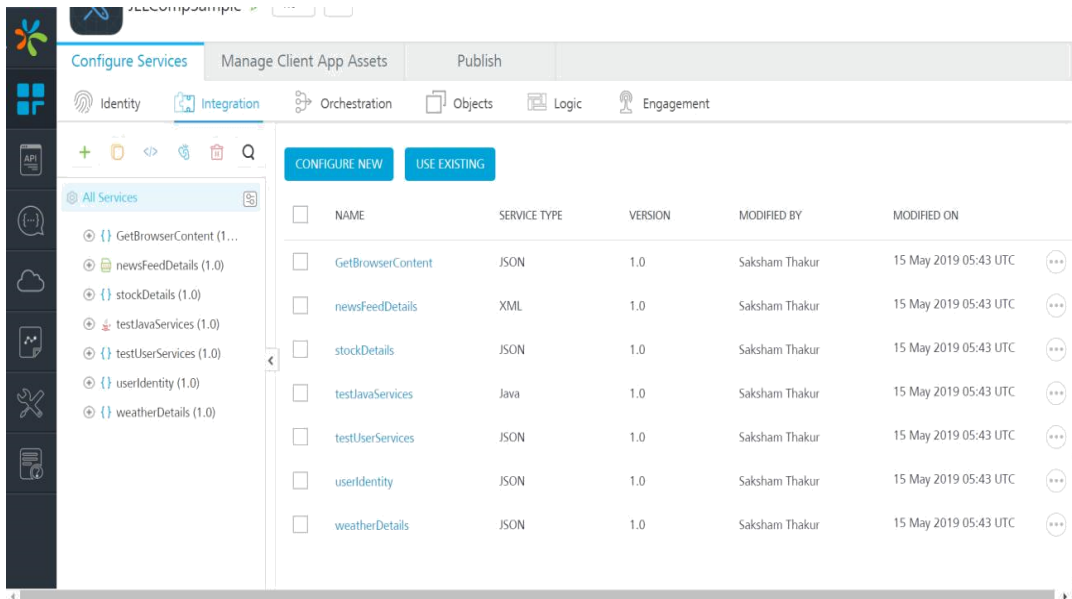 Configure Services Manage Client App Assets Publish
Identity Integration Orchestration Objects Logic Engagement
API
CONFIGURE NEW USE EXISTING
All Services
GetBrowserContent (1...
newsFeedDetails (1.0)
stockDetails (1.0)
testJavaServices (1.0)
testUserServices (1.0)
userIdentity (1.0)
weatherDetails (1.0)
NAME SERVICE TYPE VERSION MODIFIED BY MODIFIED ON
GetBrowserContent JSON 1.0 Saksham Thakur 15 May 2019 05:43 UTC
newsFeedDetails XML 1.0 Saksham Thakur 15 May 2019 05:43 UTC
stockDetails JSON 1.0 Saksham Thakur 15 May 2019 05:43 UTC
testJavaServices Java 1.0 Saksham Thakur 15 May 2019 05:43 UTC
testUserServices JSON 1.0 Saksham Thakur 15 May 2019 05:43 UTC
userIdentity JSON 1.0 Saksham Thakur 15 May 2019 05:43 UTC
weatherDetails JSON 1.0 Saksham Thakur 15 May 2019 05:43 UTC